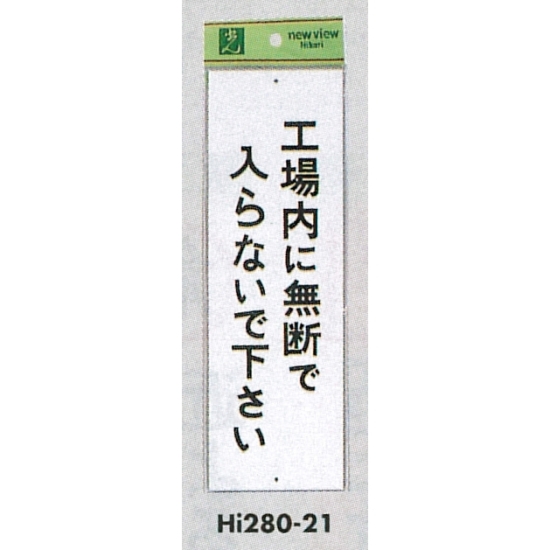 new view
Hikari
工場内に無断で
入らないで下さい
Hi280-21